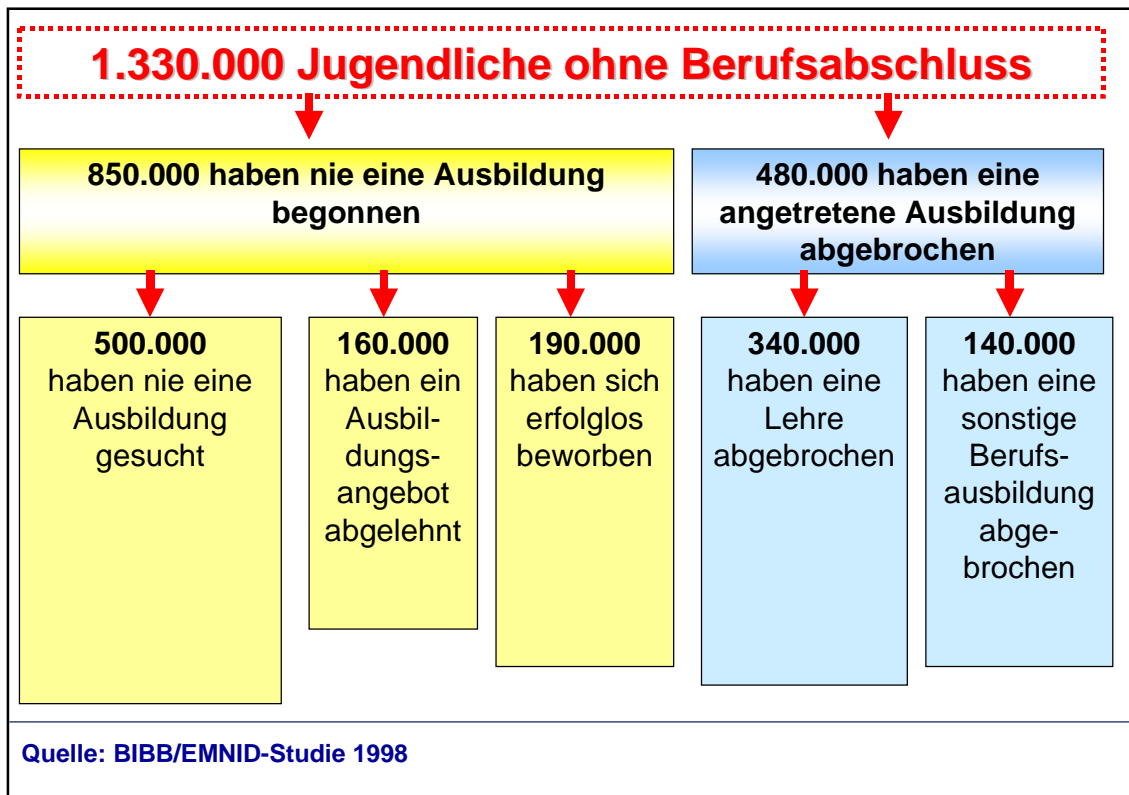 1.330.000 Jugendliche ohne Berufsabschluss
850.000 haben nie eine Ausbildung
begonnen
480.000 haben eine
angetretene Ausbildung
abgebrochen
500.000
haben nie eine
Ausbildung
gesucht
160.000
haben ein
Ausbil-
dungs-
angebot
abgelehnt
190.000
haben sich
erfolglos
beworben
340.000
haben eine
Lehre
abgebrochen
140.000
haben eine
sonstige
Berufs-
ausbildung
abge-
brochen
Quelle: BIBB/EMNID-Studie 1998